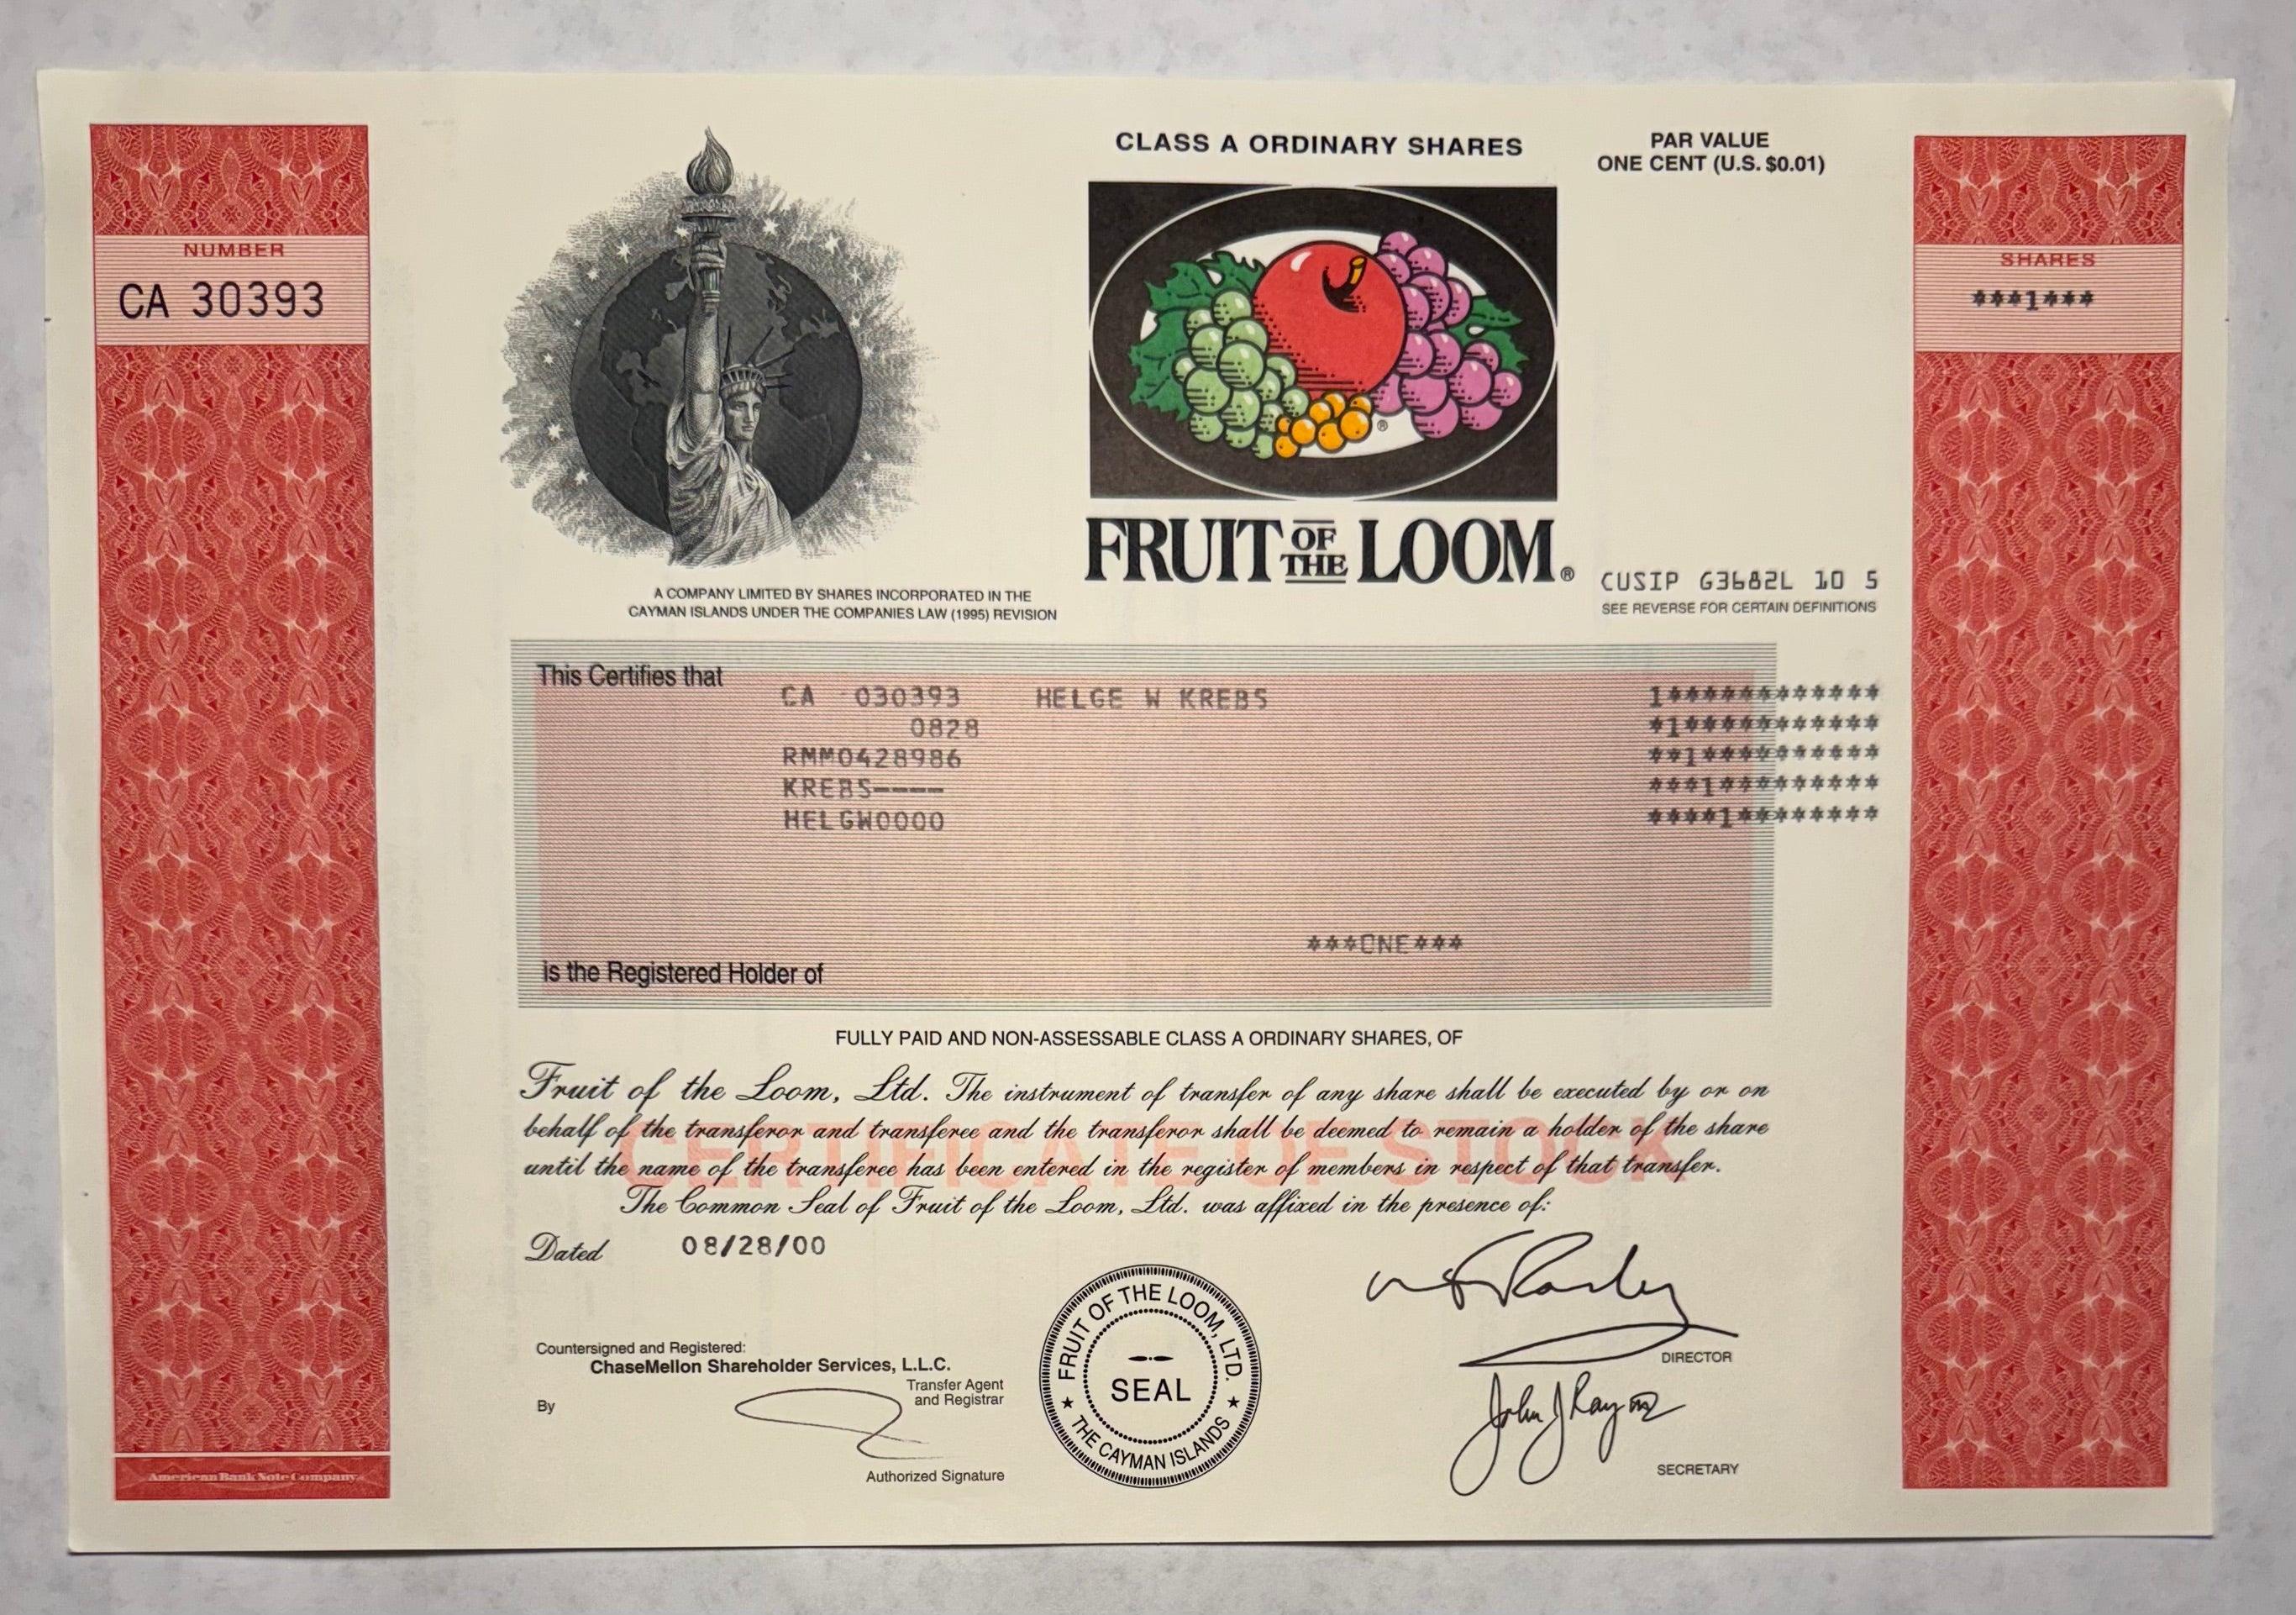 CLASS A ORDINARY SHARES
PAR VALUE
ONE CENT (U.S. $0.01)
NUMBER
CA 30393
SHARES
***1***
®
FRUIT OF THE LOOM®
A COMPANY LIMITED BY SHARES INCORPORATED IN THE
CAYMAN ISLANDS UNDER THE COMPANIES LAW (1995) REVISION
CUSIP G3682L 10 5
SEE REVERSE FOR CERTAIN DEFINITIONS
This Certifies that
CA 030393 HELGE W KREBS 1************
0828 *1***********
RMM0428986 **1**********
KREBS---- ***1*********
HELGW0000 ****1********
***ONE***
is the Registered Holder of
FULLY PAID AND NON-ASSESSABLE CLASS A ORDINARY SHARES, OF
Fruit of the Loom, Ltd. The instrument of transfer of any share shall be executed by or on
behalf of the transferor and transferee and the transferor shall be deemed to remain a holder of the share
CERTIFICATE OF STOCK
until the name of the transferee has been entered in the register of members in respect of that transfer.
The Common Seal of Fruit of the Loom, Ltd. was affixed in the presence of:
Dated 08/28/00
Countersigned and Registered:
ChaseMellon Shareholder Services, L.L.C.
Transfer Agent
and Registrar
By
Authorized Signature
FRUIT OF THE LOOM, LTD.
SEAL
★ THE CAYMAN ISLANDS ★
DIRECTOR
John J Ray
SECRETARY
American Bank Note Company